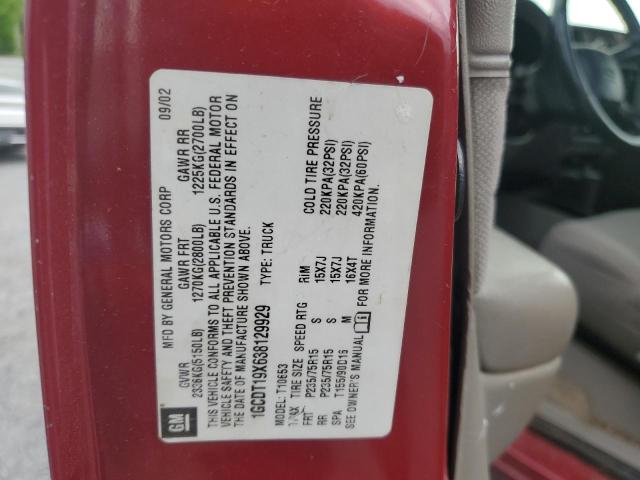 MFD BY GENERAL MOTORS CORP 09/02
GVWR GAWR FRT GAWR RR
2336KG(5150LB) 1270KG(2800LB) 1225KG(2700LB)
THIS VEHICLE CONFORMS TO ALL APPLICABLE U.S. FEDERAL MOTOR
VEHICLE SAFETY AND THEFT PREVENTION STANDARDS IN EFFECT ON
THE DATE OF MANUFACTURE SHOWN ABOVE.
1GCDT19X638129929 TYPE: TRUCK
MODEL: T10653
TIRE SIZE SPEED RTG RIM COLD TIRE PRESSURE
FRT P235/75R15 S 15X7J 220KPA(32PSI)
RR P235/75R15 S 15X7J 220KPA(32PSI)
SPA T155/90D16 M 16X4T 420KPA(60PSI)
SEE OWNER'S MANUAL FOR MORE INFORMATION.
GM